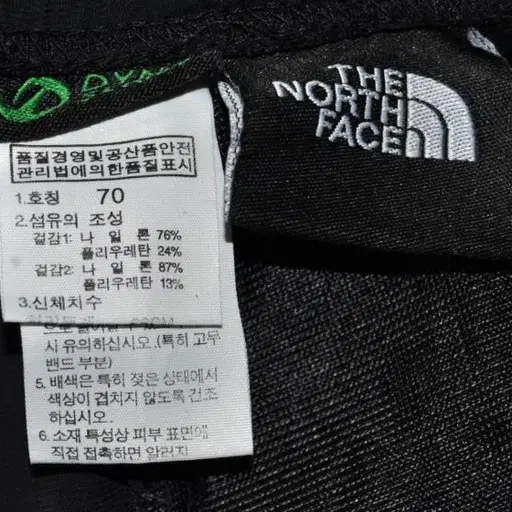 THE
NORTH
FACE
품질경영및공산품안전
관리법에의한품질표시
1.호칭 70
2.섬유의 조성
겉감1: 나 일 론 76%
폴리우레탄 24%
겉감2: 나 일 론 87%
폴리우레탄 13%
3.신체치수
시 유의하십시오.(특히 고무
밴드 부분)
5. 배색은 특히 젖은 상태에서
색상이 겹치지 않도록 건조
하십시오.
6. 소재 특성상 피부 표면에
직접 접촉하면 알러지